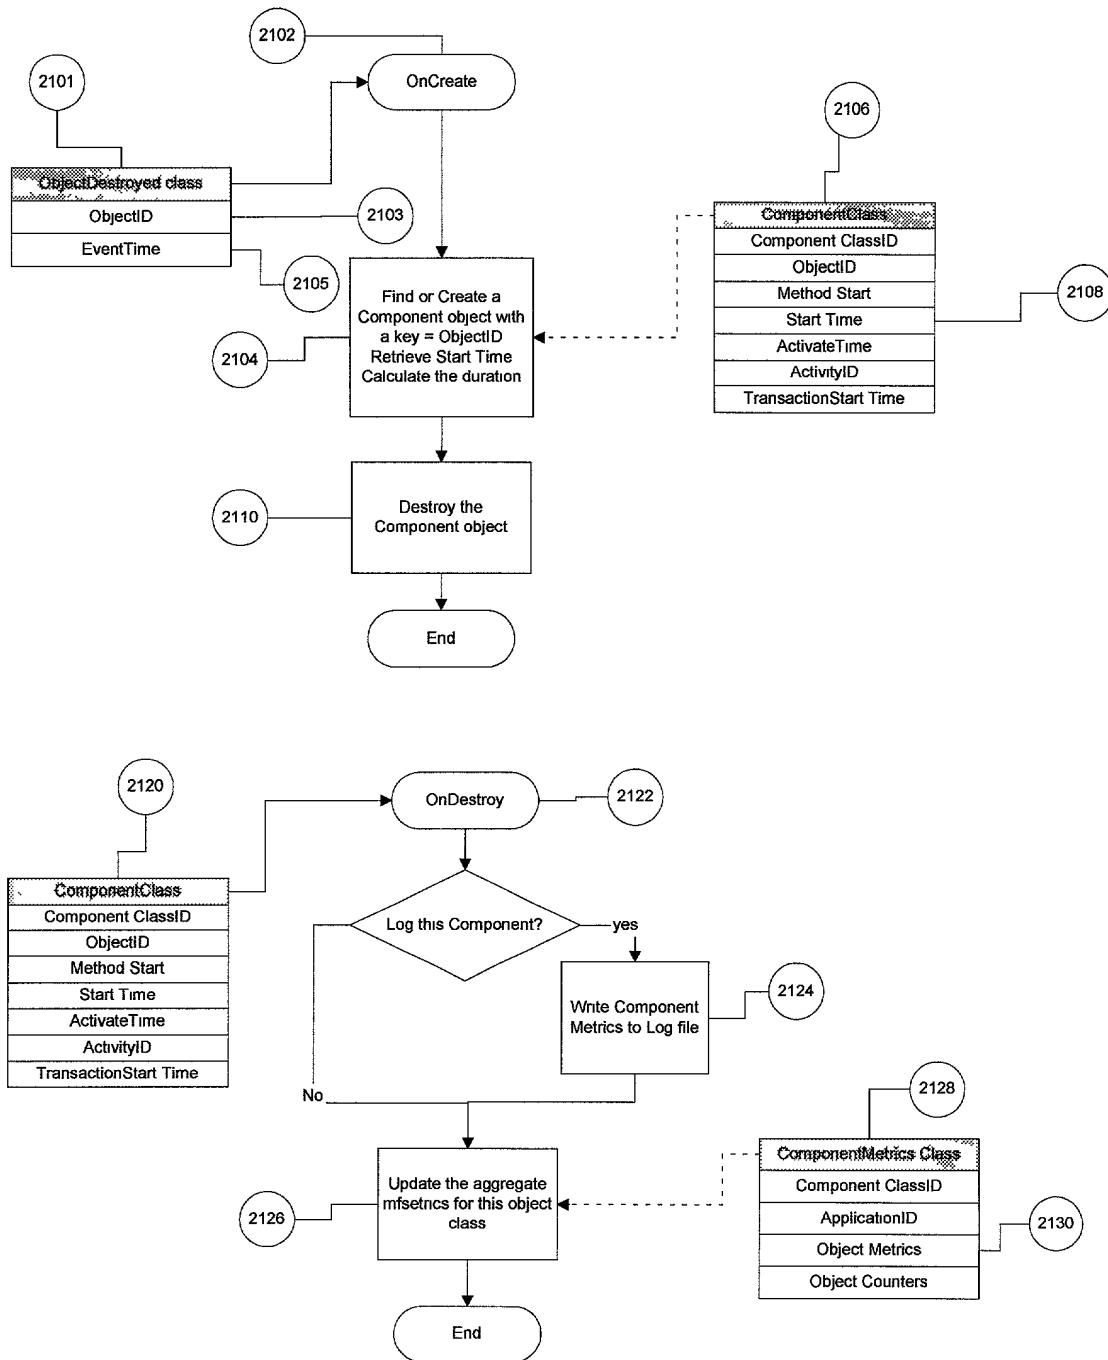 2102
OnCreate
2101
2106
ObjectDestroyed class
ObjectID
2103
EventTime
2105
ComponentClass
Component ClassID
ObjectID
Method Start
Start Time
2108
ActivateTime
ActivityID
TransactionStart Time
Find or Create a
Component object with
a key = ObjectID
Retrieve Start Time
Calculate the duration
2104
Destroy the
Component object
2110
End
2120
OnDestroy
2122
ComponentClass
Component ClassID
ObjectID
Method Start
Start Time
ActivateTime
ActivityID
TransactionStart Time
Log this Component?
yes
Write Component
Metrics to Log file
2124
No
2128
Update the aggregate
mfsetrics for this object
class
2126
ComponentMetrics Class
Component ClassID
ApplicationID
Object Metrics
2130
Object Counters
End